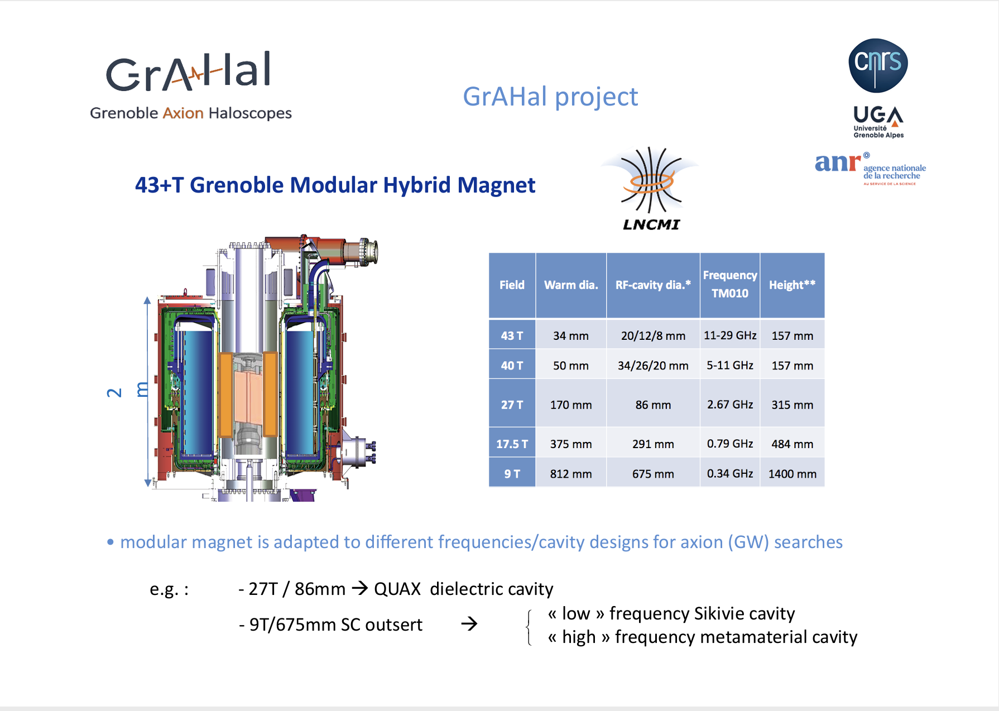 GrAHal
Grenoble Axion Haloscopes
GrAHal project
cnrs
UGA
Université
Grenoble Alpes
anr
agence nationale
de la recherche
AU SERVICE DE LA SCIENCE
43+T Grenoble Modular Hybrid Magnet
LNCMI
2 m
Field Warm dia. RF-cavity dia.* Frequency TM010 Height**
43 T 34 mm 20/12/8 mm 11-29 GHz 157 mm
40 T 50 mm 34/26/20 mm 5-11 GHz 157 mm
27 T 170 mm 86 mm 2.67 GHz 315 mm
17.5 T 375 mm 291 mm 0.79 GHz 484 mm
9 T 812 mm 675 mm 0.34 GHz 1400 mm
• modular magnet is adapted to different frequencies/cavity designs for axion (GW) searches
e.g. : - 27T / 86mm → QUAX dielectric cavity
- 9T/675mm SC outsert → { « low » frequency Sikivie cavity
« high » frequency metamaterial cavity